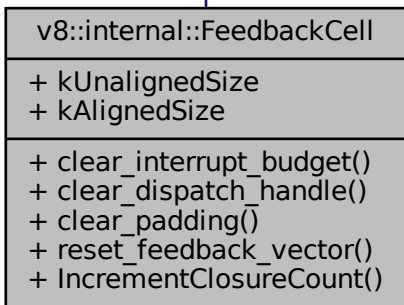 v8::internal::FeedbackCell
+ kUnalignedSize
+ kAlignedSize
+ clear_interrupt_budget()
+ clear_dispatch_handle()
+ clear_padding()
+ reset_feedback_vector()
+ IncrementClosureCount()